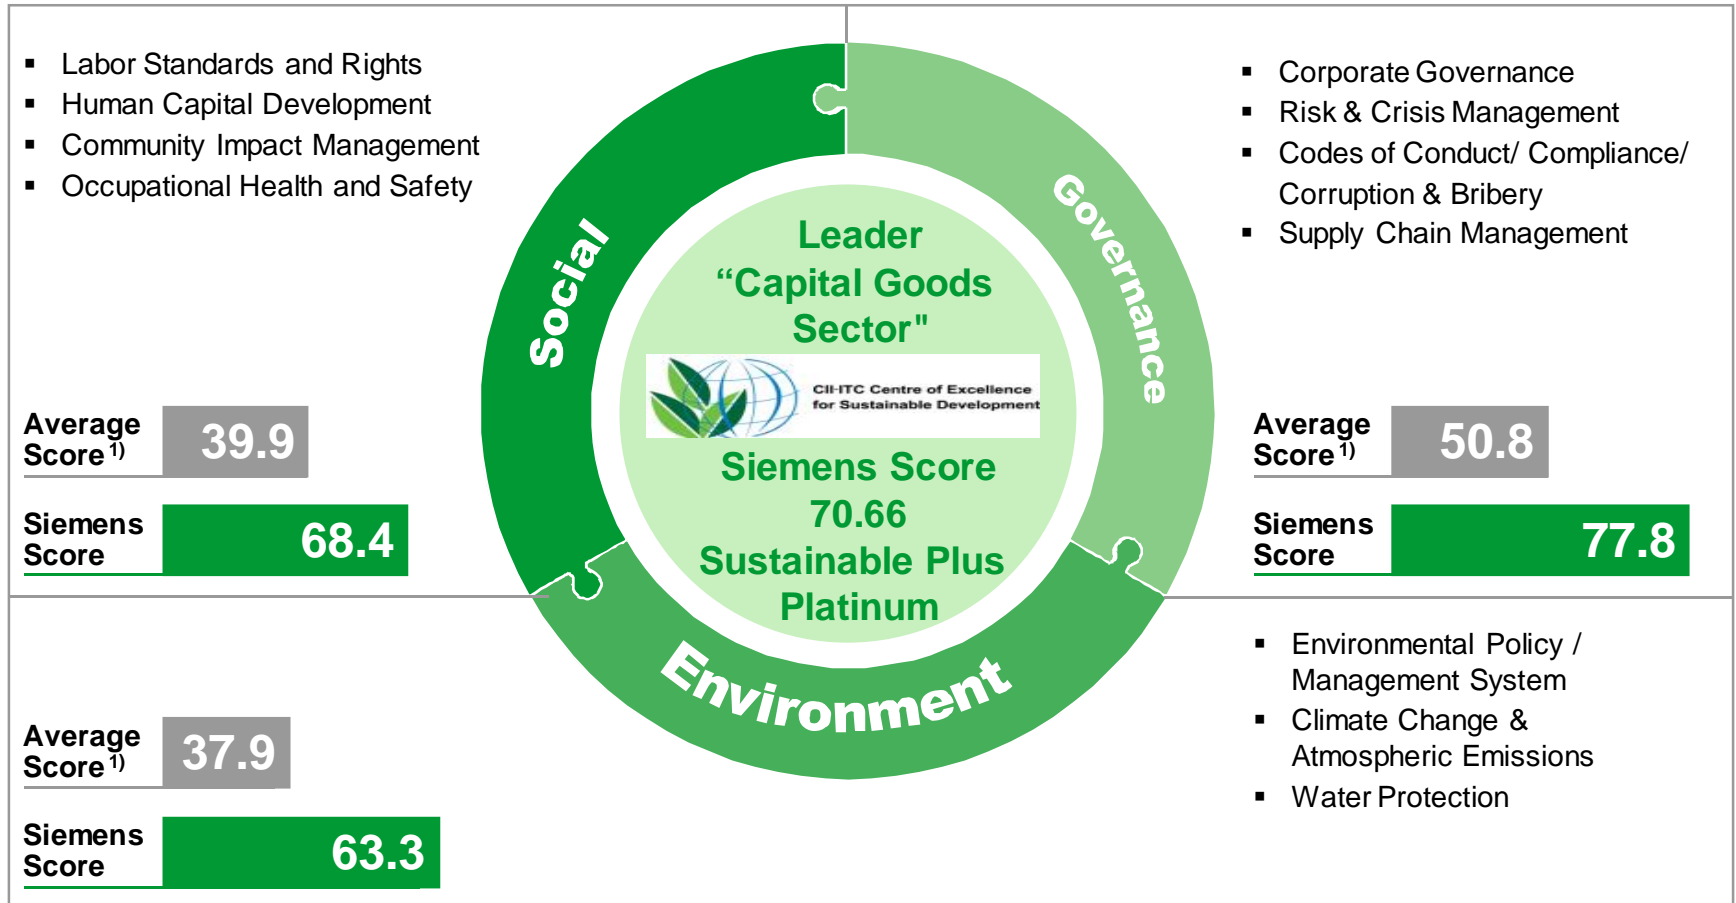 ▪ Labor Standards and Rights
▪ Human Capital Development
▪ Community Impact Management
▪ Occupational Health and Safety
Average
Score 1)
39.9
Siemens
Score
68.4
Social
Governance
Environment
Leader
“Capital Goods
Sector"
CII-ITC Centre of Excellence
for Sustainable Development
Siemens Score
70.66
Sustainable Plus
Platinum
▪ Corporate Governance
▪ Risk & Crisis Management
▪ Codes of Conduct/ Compliance/
Corruption & Bribery
▪ Supply Chain Management
Average
Score 1)
50.8
Siemens
Score
77.8
Average
Score 1)
37.9
Siemens
Score
63.3
▪ Environmental Policy /
Management System
▪ Climate Change &
Atmospheric Emissions
▪ Water Protection